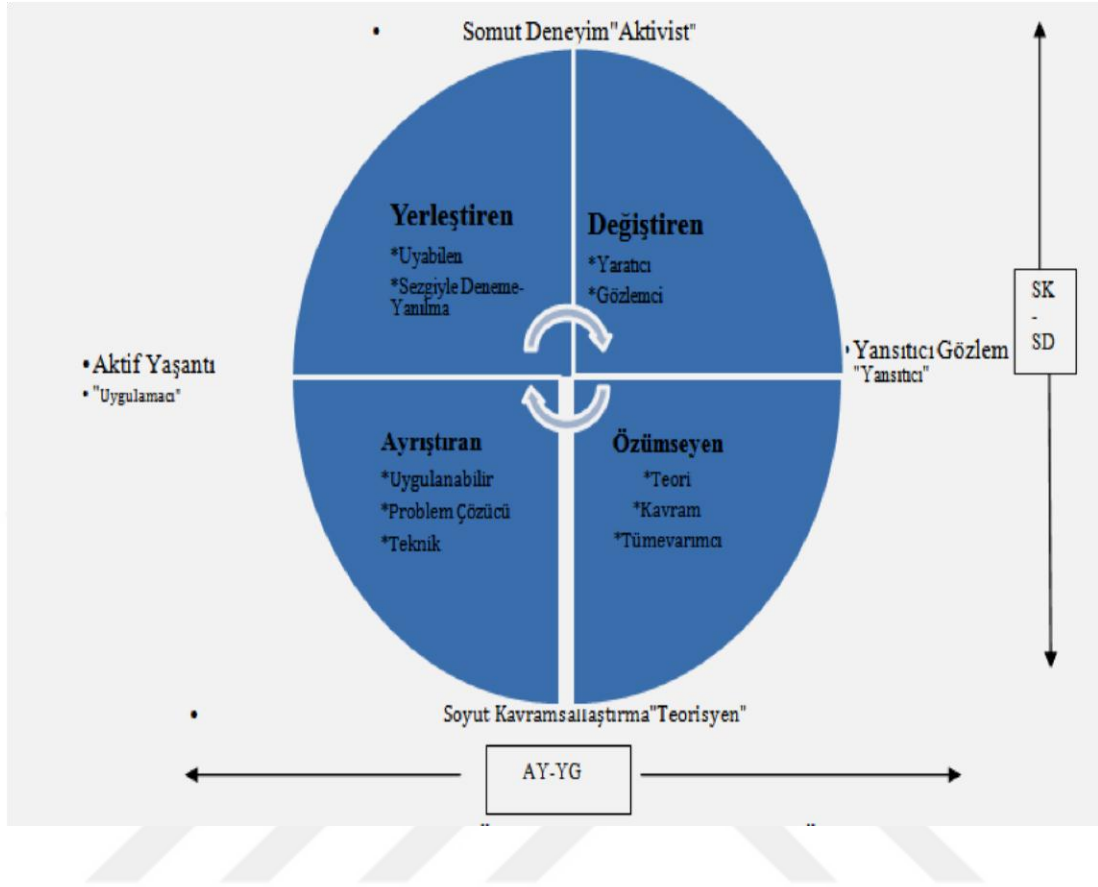 • Somut Deneyim"Aktivist"
Yerleştiren
*Uyabilen
*Sezgiyle Deneme-
Yanılma
Değiştiren
*Yaratıcı
*Gözlemci
SK
-
SD
• Aktif Yaşantı
• "Uygulamacı"
• Yansıtıcı Gözlem
"Yansıtıcı"
Ayrıştıran
*Uygulanabilir
*Problem Çözücü
*Teknik
Özümseyen
*Teori
*Kavram
*Tümevarımcı
• Soyut Kavramsallaştırma"Teorisyen"
AY-YG